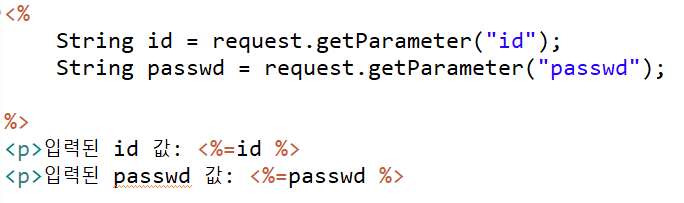 <%
String id = request.getParameter("id");
String passwd = request.getParameter("passwd");
%>
<p>입력된 id 값: <%=id %>
<p>입력된 passwd 값: <%=passwd %>